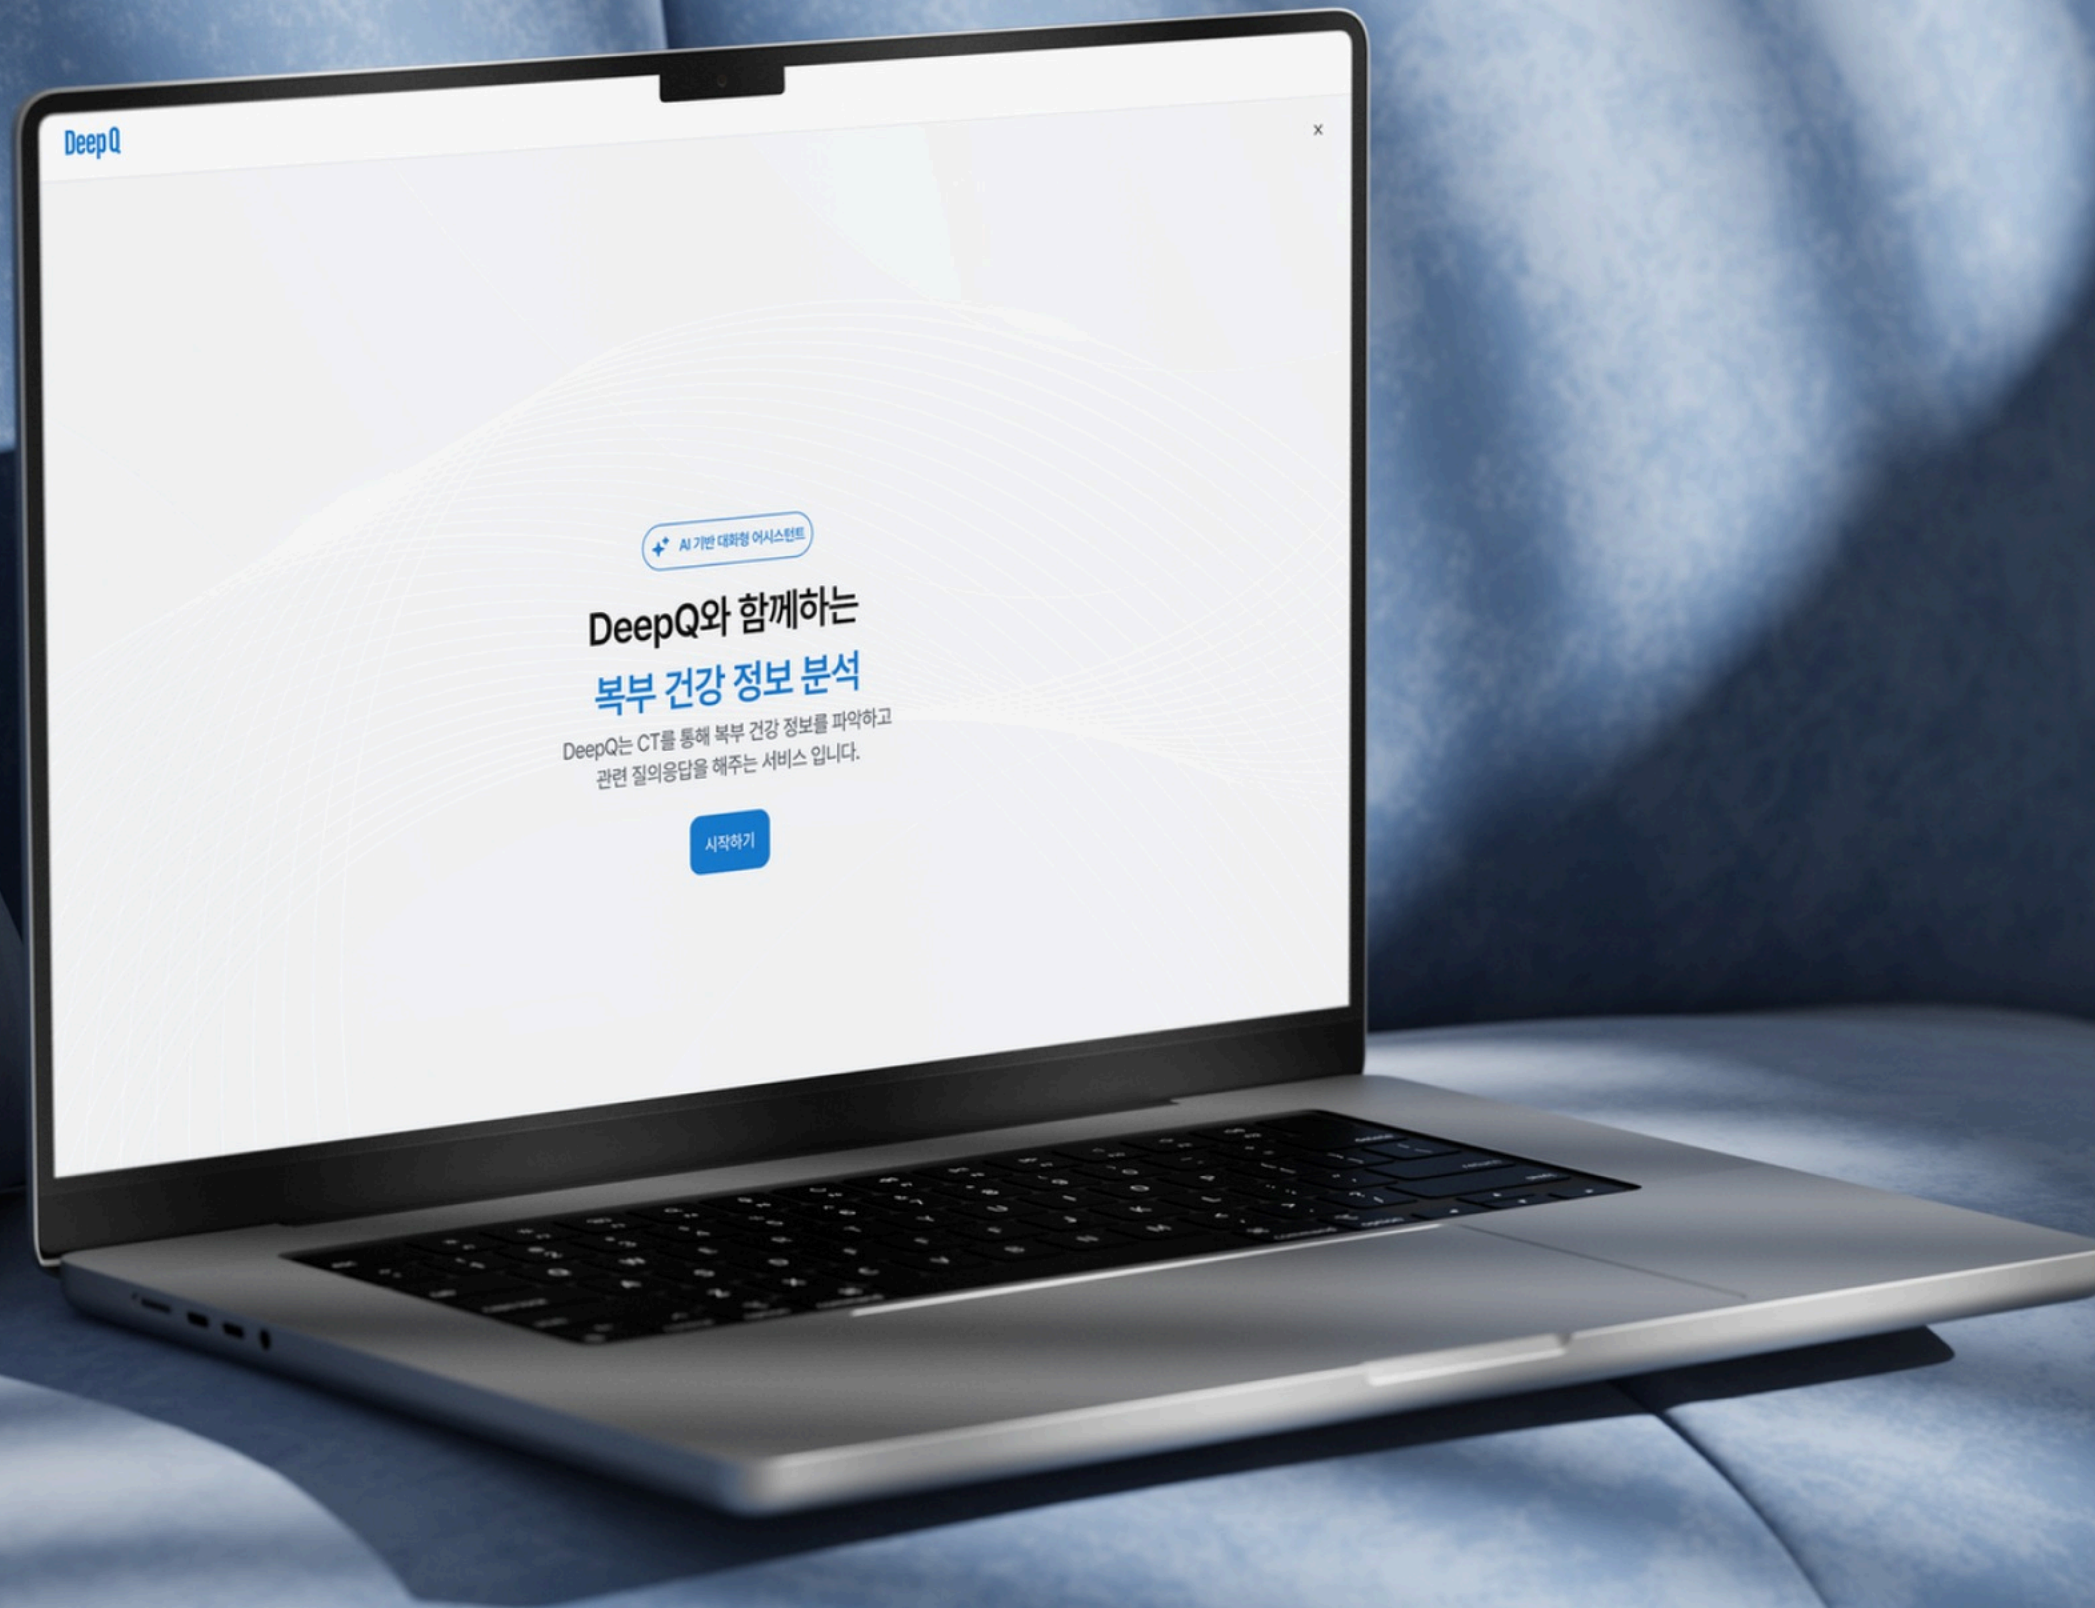 DeepQ
x
AI 기반 대화형 어시스턴트
DeepQ와 함께하는
복부 건강 정보 분석
DeepQ는 CT를 통해 복부 건강 정보를 파악하고
관련 질의응답을 해주는 서비스 입니다.
시작하기